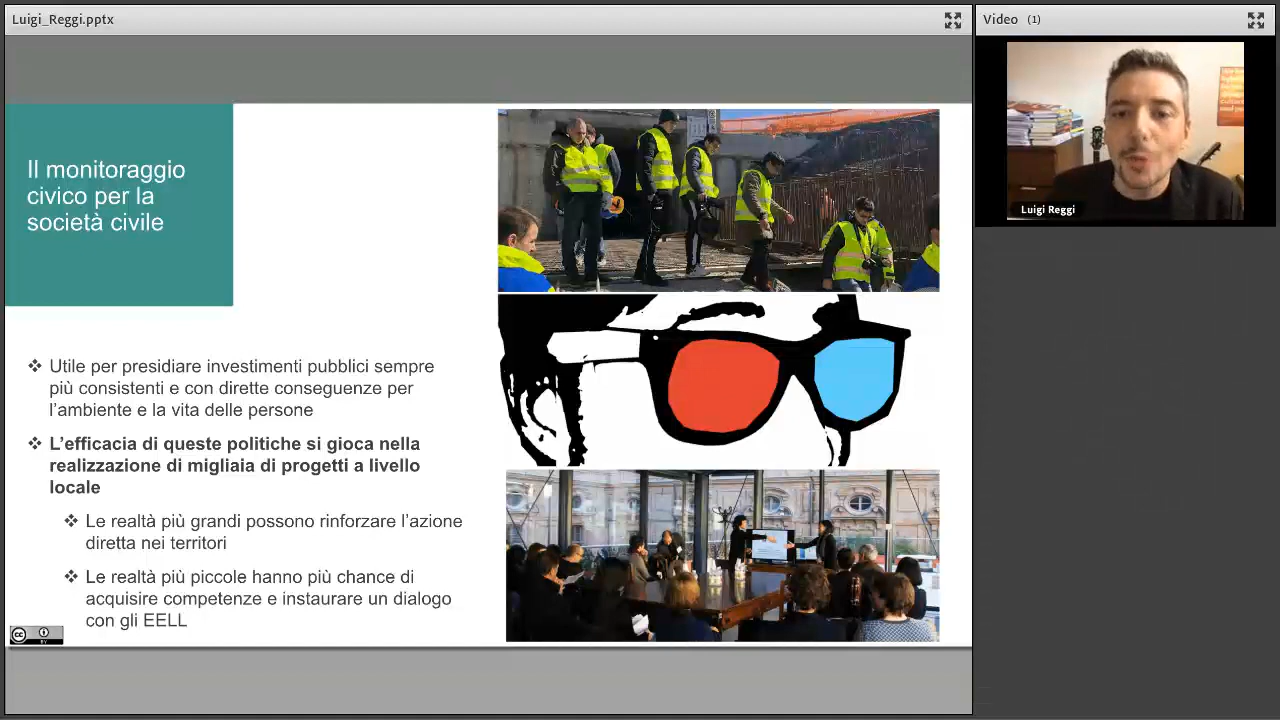 Luigi_Reggi.pptx
Video (1)
Luigi Reggi
Il monitoraggio
civico per la
società civile
❖ Utile per presidiare investimenti pubblici sempre
più consistenti e con dirette conseguenze per
l’ambiente e la vita delle persone
❖ L’efficacia di queste politiche si gioca nella
realizzazione di migliaia di progetti a livello
locale
❖ Le realtà più grandi possono rinforzare l’azione
diretta nei territori
❖ Le realtà più piccole hanno più chance di
acquisire competenze e instaurare un dialogo
con gli EELL
cc
BY